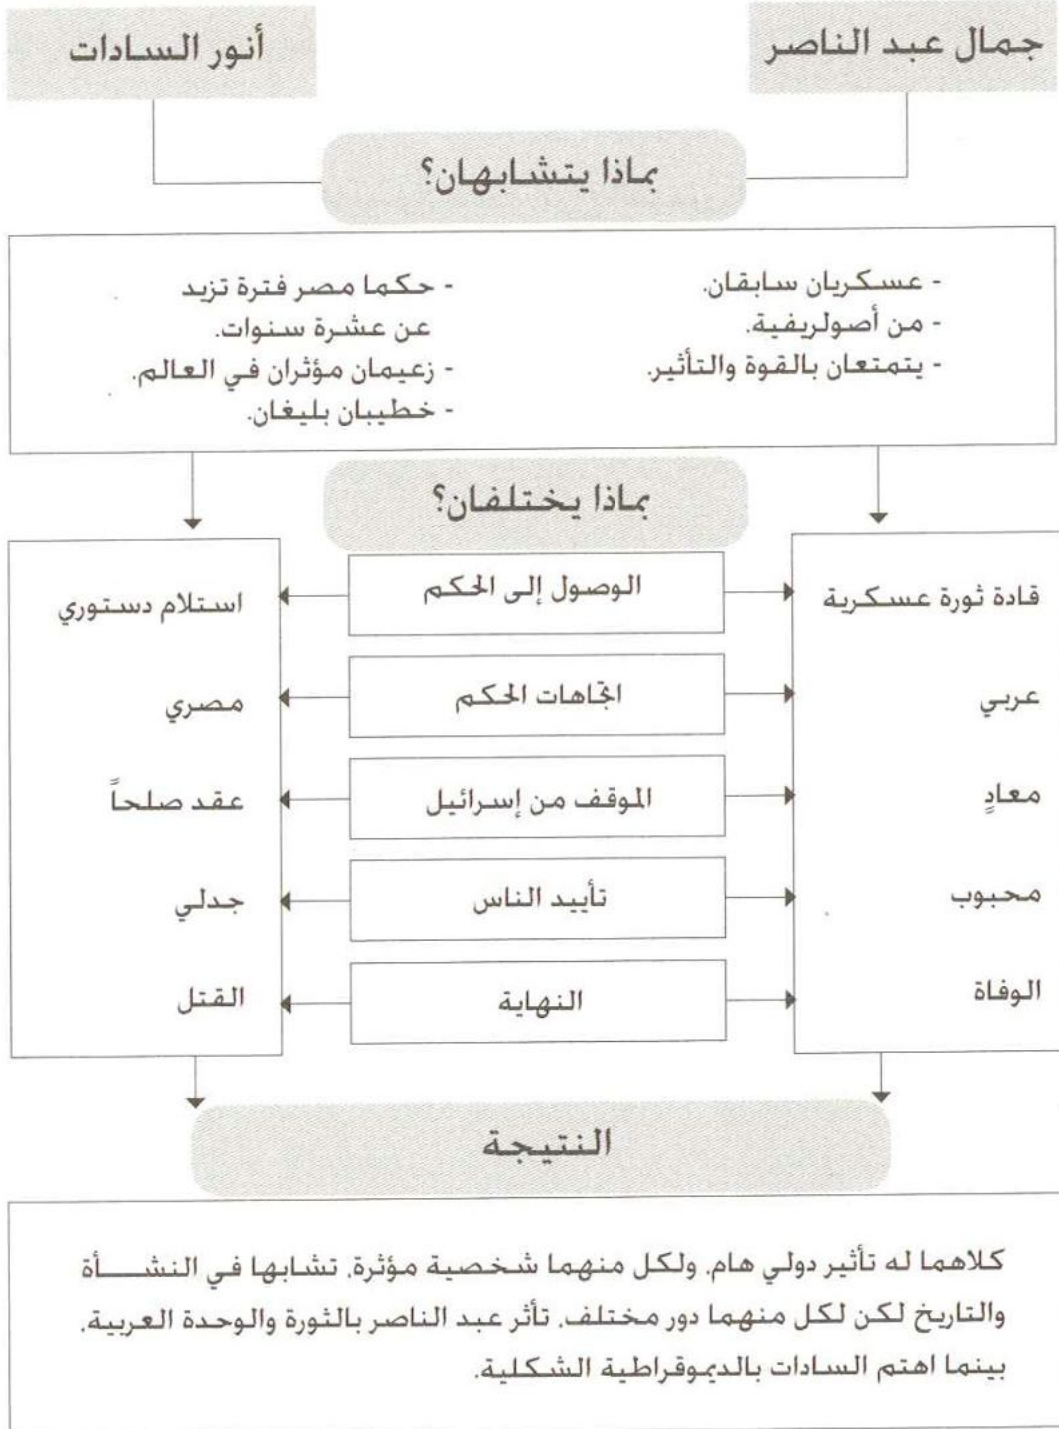 جمال عبد الناصر
أنور السادات
بماذا يتشابهان؟
- عسكريان سابقان.
- من أصولريفية.
- يتمتعان بالقوة والتأثير.
- حكما مصر فترة تزيد
عن عشرة سنوات.
- زعيمان مؤثران في العالم.
- خطيبان بليغان.
بماذا يختلفان؟
قادة ثورة عسكرية
الوصول إلى الحكم
استلام دستوري
عربي
اتجاهات الحكم
مصري
معادٍ
الموقف من إسرائيل
عقد صلحاً
محبوب
تأييد الناس
جدلي
الوفاة
النهاية
القتل
النتيجة
كلاهما له تأثير دولي هام. ولكل منهما شخصية مؤثرة. تشابها في النشـــأة
والتاريخ لكن لكل منهما دور مختلف. تأثر عبد الناصر بالثورة والوحدة العربية.
بينما اهتم السادات بالديموقراطية الشكلية.